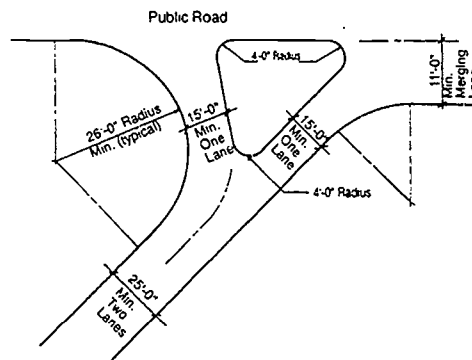 Public Road
4'-0" Radius
11'-0"
Min.
Merging
26'-0" Radius
Min. (typical)
15'-0"
Min.
One
Lane
15'-0"
Min.
One
Lane
4'-0" Radius
25'-0"
Min.
Two
Lanes